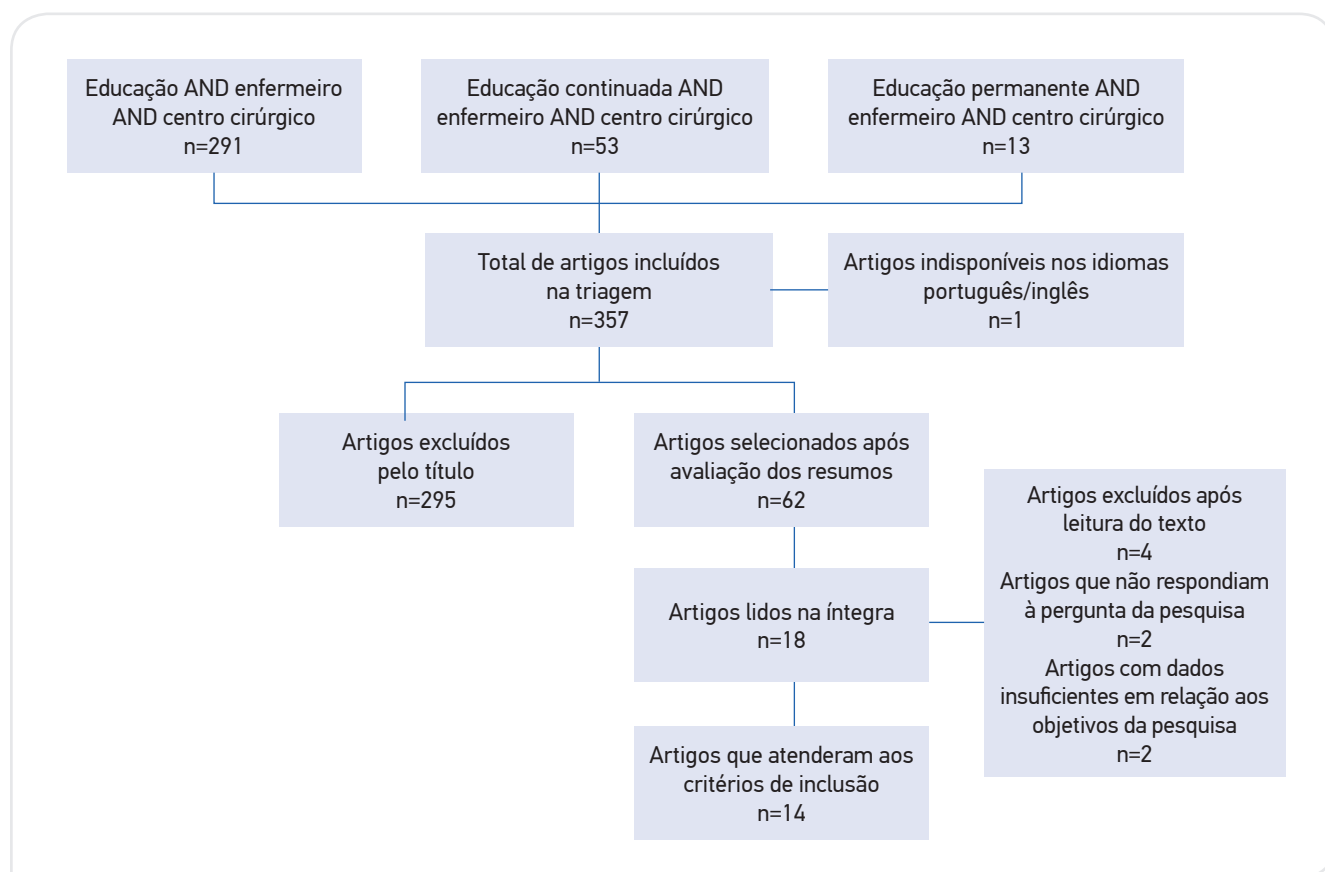 Educação AND enfermeiro
AND centro cirúrgico
n=291
Educação continuada AND
enfermeiro AND centro cirúrgico
n=53
Educação permanente AND
enfermeiro AND centro cirúrgico
n=13
Total de artigos incluídos
na triagem
n=357
Artigos indisponíveis nos idiomas
português/inglês
n=1
Artigos excluídos
pelo título
n=295
Artigos selecionados após
avaliação dos resumos
n=62
Artigos lidos na íntegra
n=18
Artigos excluídos após
leitura do texto
n=4
Artigos que não respondiam
à pergunta da pesquisa
n=2
Artigos com dados
insuficientes em relação aos
objetivos da pesquisa
n=2
Artigos que atenderam aos
critérios de inclusão
n=14